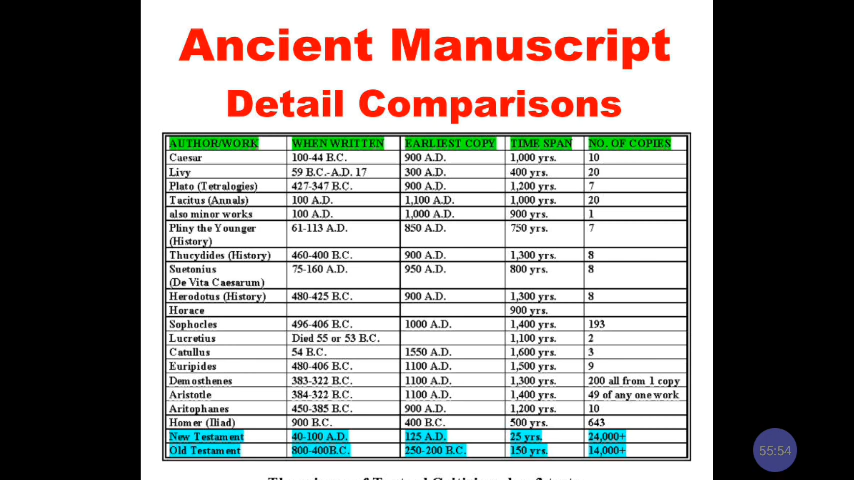 Ancient Manuscript
Detail Comparisons
AUTHOR/WORK WHEN WRITTEN EARLIEST COPY TIME SPAN NO. OF COPIES
Caesar 100-44 B.C. 900 A.D. 1,000 yrs. 10
Livy 59 B.C.-A.D. 17 300 A.D. 400 yrs. 20
Plato (Tetralogies) 427-347 B.C. 900 A.D. 1,200 yrs. 7
Tacitus (Annals) 100 A.D. 1,100 A.D. 1,000 yrs. 20
also minor works 100 A.D. 1,000 A.D. 900 yrs. 1
Pliny the Younger 61-113 A.D. 850 A.D. 750 yrs. 7
(History)
Thucydides (History) 460-400 B.C. 900 A.D. 1,300 yrs. 8
Suetonius 75-160 A.D. 950 A.D. 800 yrs. 8
(De Vita Caesarum)
Herodotus (History) 480-425 B.C. 900 A.D. 1,300 yrs. 8
Horace 900 yrs.
Sophocles 496-406 B.C. 1000 A.D. 1,400 yrs. 193
Lucretius Died 55 or 53 B.C. 1,100 yrs. 2
Catullus 54 B.C. 1550 A.D. 1,600 yrs. 3
Euripides 480-406 B.C. 1100 A.D. 1,500 yrs. 9
Demosthenes 383-322 B.C. 1100 A.D. 1,300 yrs. 200 all from 1 copy
Aristotle 384-322 B.C. 1100 A.D. 1,400 yrs. 49 of any one work
Aritophanes 450-385 B.C. 900 A.D. 1,200 yrs. 10
Homer (Iliad) 900 B.C. 400 B.C. 500 yrs. 643
New Testament 40-100 A.D. 125 A.D. 25 yrs. 24,000+
Old Testament 800-400B.C. 250-200 B.C. 150 yrs. 14,000+
55:54